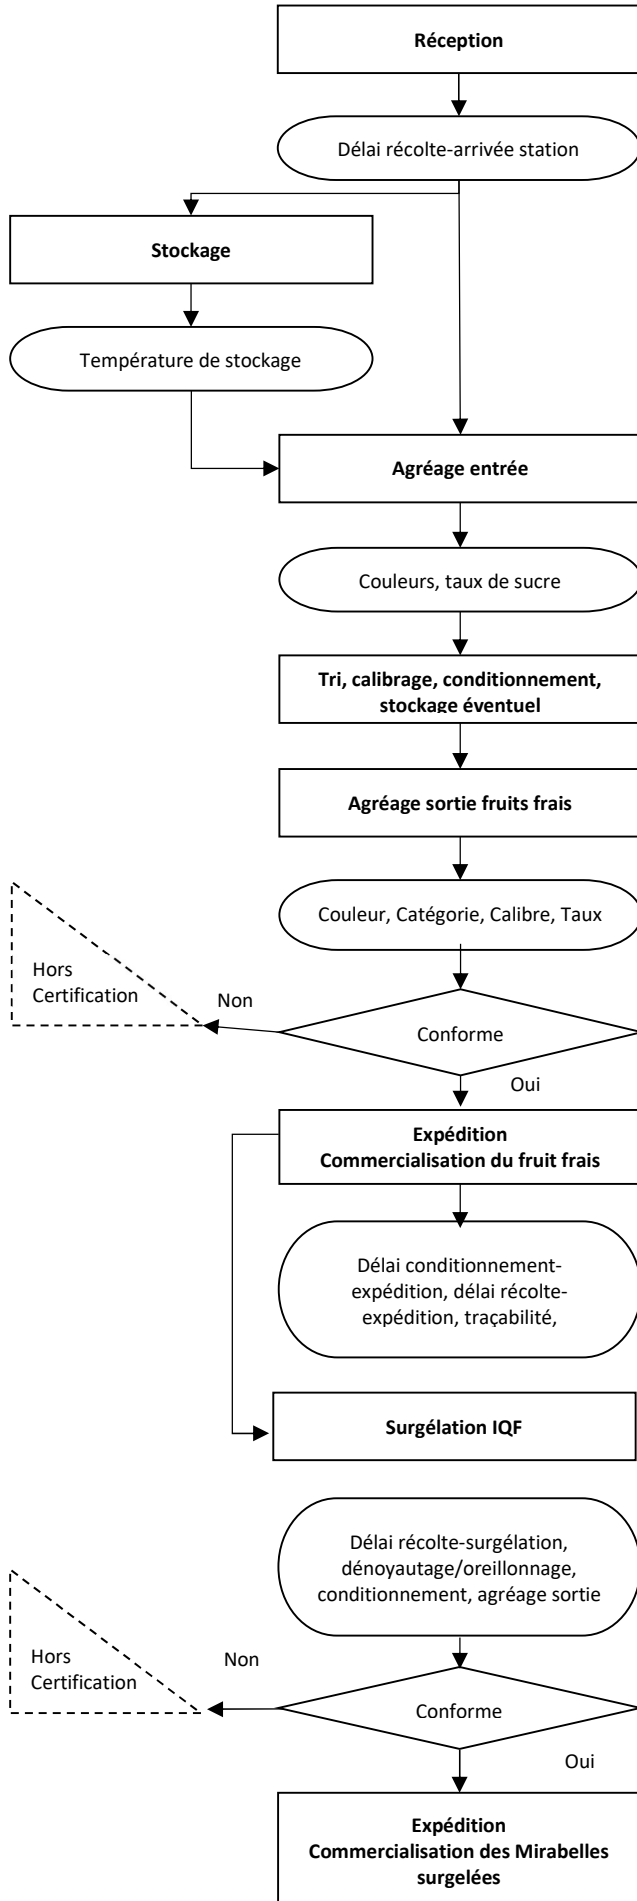 Réception
Délai récolte-arrivée station
Stockage
Température de stockage
Agréage entrée
Couleurs, taux de sucre
Tri, calibrage, conditionnement,
stockage éventuel
Agréage sortie fruits frais
Couleur, Catégorie, Calibre, Taux
Hors
Certification
Non
Conforme
Oui
Expédition
Commercialisation du fruit frais
Délai conditionnement-
expédition, délai récolte-
expédition, traçabilité,
Surgélation IQF
Délai récolte-surgélation,
dénoyautage/oreillonnage,
conditionnement, agréage sortie
Hors
Certification
Non
Conforme
Oui
Expédition
Commercialisation des Mirabelles
surgelées